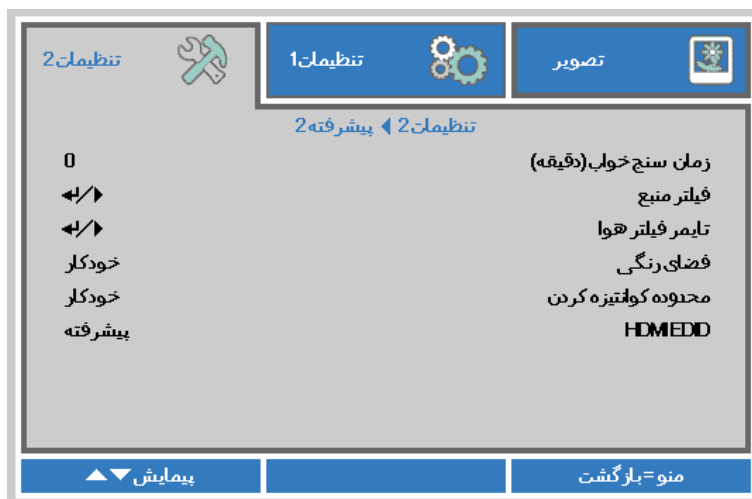 تصویر
تنظیمات1
تنظیمات2
تنظیمات2 ◀ پیشرفته2
زمان سنج خواب(دقیقه) 0
فیلتر منبع ↵/▶
تایمر فیلتر هوا ↵/▶
فضای رنگی خودکار
محدوده کوانتیزه کردن خودکار
HDMI EDID پیشرفته
منو=بازگشت
پیمایش▼▲